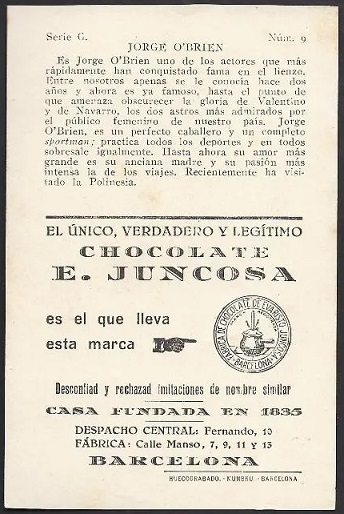 Serie G. Núm. 9
JORGE O'BRIEN
Es Jorge O'Brien uno de los actores que más
rápidamente han conquistado fama en el lienzo.
Entre nosotros apenas se le conocía hace dos
años y ahora es ya famoso, hasta el punto de
que amenaza obscurecer la gloria de Valentino
y de Navarro, los dos astros más admirados por
el público femenino de nuestro país. Jorge
O'Brien, es un perfecto caballero y un completo
sportman; practica todos los deportes y en todos
sobresale igualmente. Hasta ahora su amor más
grande es su anciana madre y su pasión más
intensa la de los viajes. Recientemente ha visi-
tado la Polinesia.
EL ÚNICO, VERDADERO Y LEGÍTIMO
CHOCOLATE
E. JUNCOSA
es el que lleva
esta marca
FÁBRICA DE CHOCOLATE DE EVARISTO JUNCOSA
BARCELONA
Desconfiad y rechazad imitaciones de nombre similar
CASA FUNDADA EN 1835
DESPACHO CENTRAL: Fernando, 10
FÁBRICA: Calle Manso, 7, 9, 11 y 13
BARCELONA
HUECOGRABADO. - KUMBRU - BARCELONA